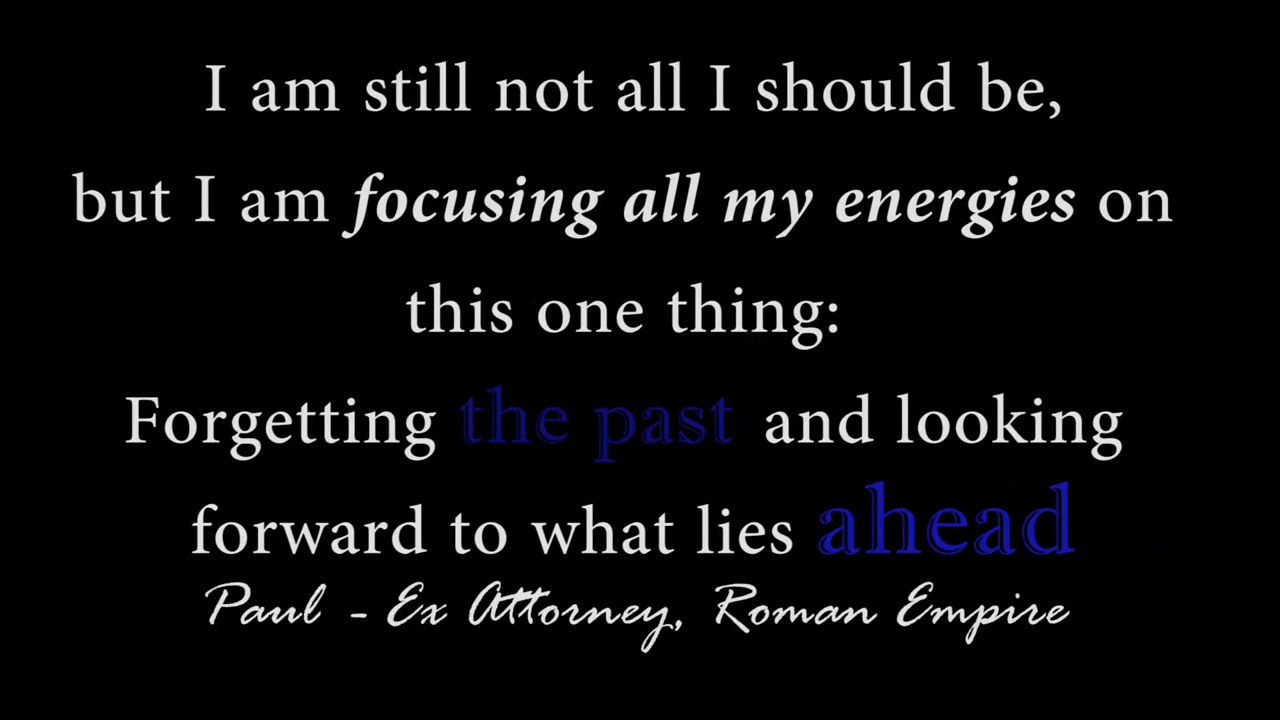 I am still not all I should be,
but I am focusing all my energies on
this one thing:
Forgetting the past and looking
forward to what lies ahead
Paul - Ex Attorney, Roman Empire